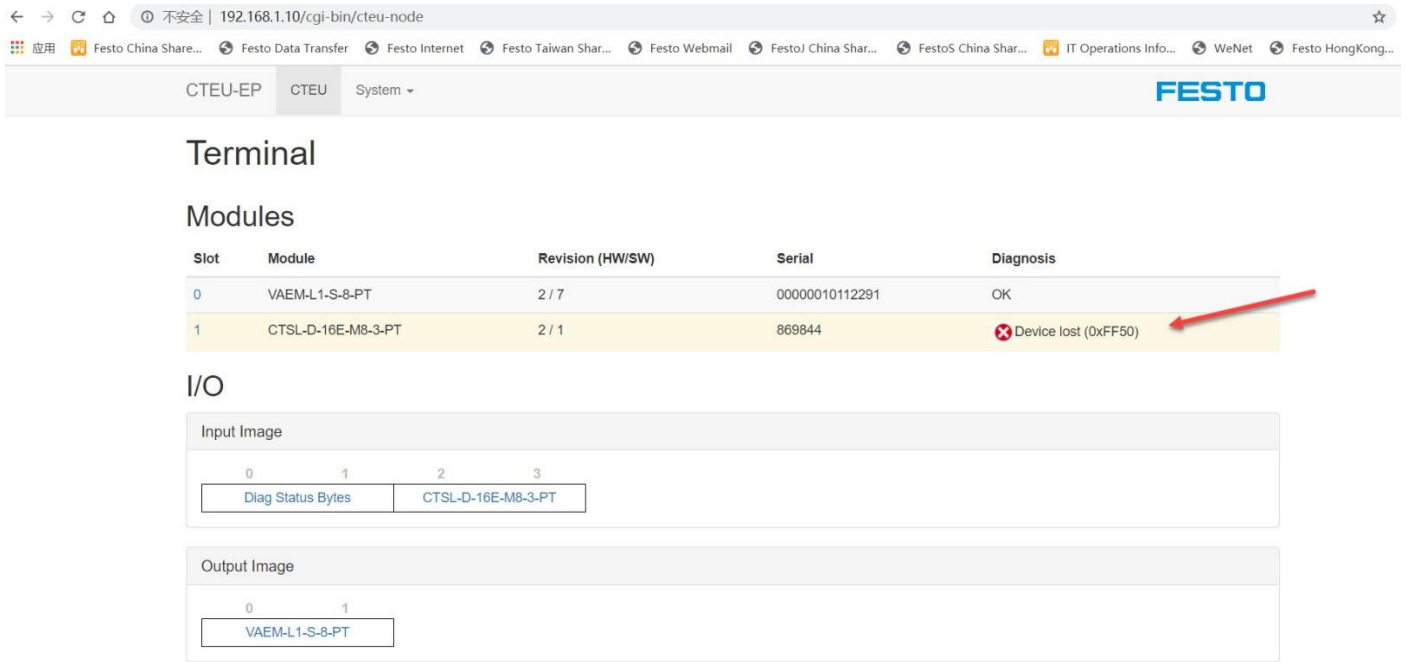 不安全 | 192.168.1.10/cgi-bin/cteu-node
应用 Festo China Share... Festo Data Transfer Festo Internet Festo Taiwan Shar... Festo Webmail FestoJ China Shar... FestoS China Shar... IT Operations Info... WeNet Festo HongKong...
CTEU-EP CTEU System FESTO
Terminal
Modules
Slot Module Revision (HW/SW) Serial Diagnosis
0 VAEM-L1-S-8-PT 2 / 7 00000010112291 OK
1 CTSL-D-16E-M8-3-PT 2 / 1 869844 Device lost (0xFF50)
I/O
Input Image
0 1 2 3
Diag Status Bytes CTSL-D-16E-M8-3-PT
Output Image
0 1
VAEM-L1-S-8-PT